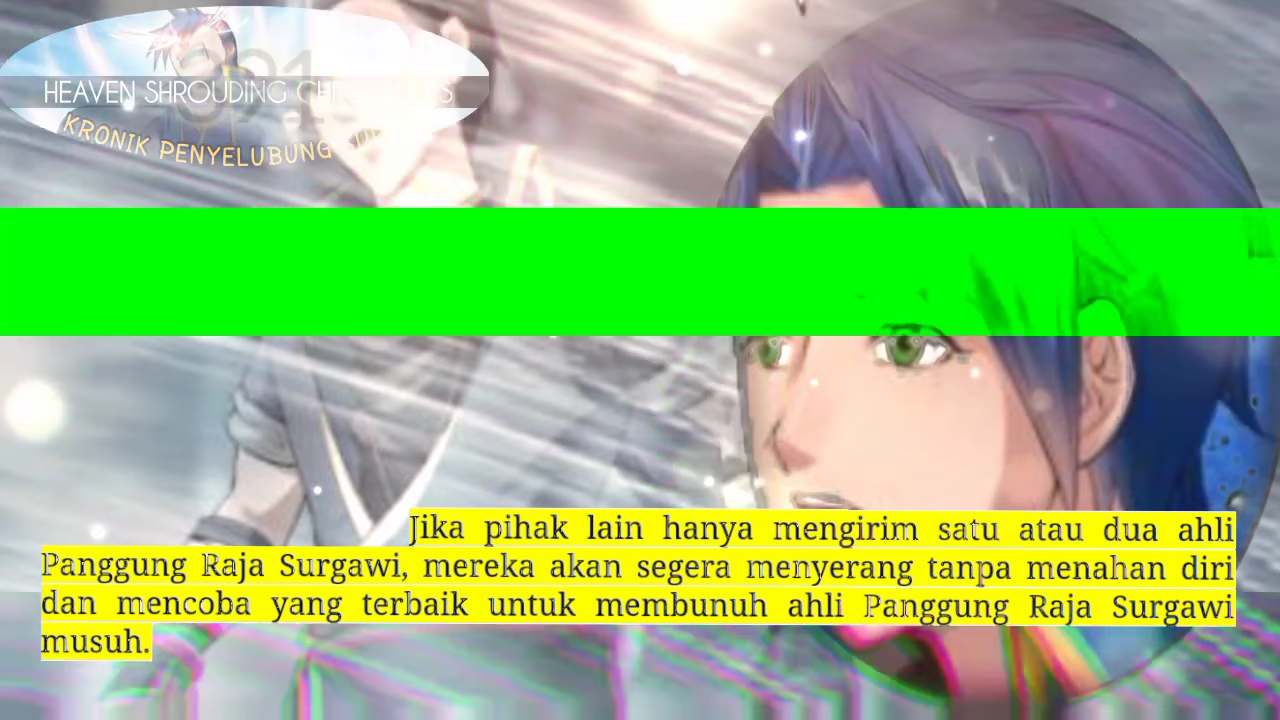 391
HEAVEN SHROUDING
KRONIK PENYELUBUNG
Jika pihak lain hanya mengirim satu atau dua ahli
Panggung Raja Surgawi, mereka akan segera menyerang tanpa menahan diri
dan mencoba yang terbaik untuk membunuh ahli Panggung Raja Surgawi
musuh.